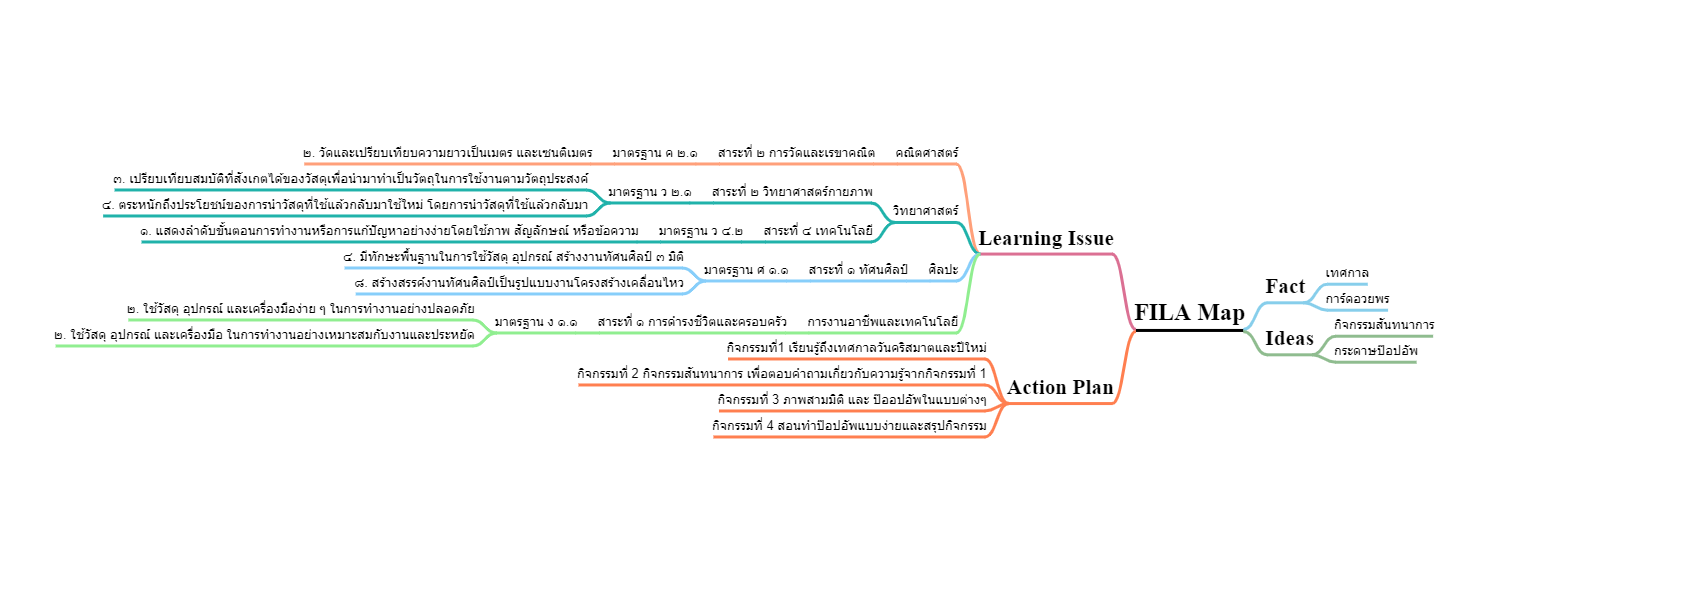 FILA Map
Fact
เทศกาล
การ์ดอวยพร
Ideas
กิจกรรมสันทนาการ
กระดาษป๊อปอัพ
Learning Issue
คณิตศาสตร์
สาระที่ ๒ การวัดและเรขาคณิต
มาตรฐาน ค ๒.๑
๒. วัดและเปรียบเทียบความยาวเป็นเมตร และเซนติเมตร
วิทยาศาสตร์
สาระที่ ๒ วิทยาศาสตร์กายภาพ
มาตรฐาน ว ๒.๑
๓. เปรียบเทียบสมบัติที่สังเกตได้ของวัสดุเพื่อนำมาทำเป็นวัตถุในการใช้งานตามวัตถุประสงค์
๔. ตระหนักถึงประโยชน์ของการนำวัสดุที่ใช้แล้วกลับมาใช้ใหม่ โดยการนำวัสดุที่ใช้แล้วกลับมา
สาระที่ ๔ เทคโนโลยี
มาตรฐาน ว ๔.๒
๑. แสดงลำดับขั้นตอนการทำงานหรือการแก้ปัญหาอย่างง่ายโดยใช้ภาพ สัญลักษณ์ หรือข้อความ
ศิลปะ
สาระที่ ๑ ทัศนศิลป์
มาตรฐาน ศ ๑.๑
๔. มีทักษะพื้นฐานในการใช้วัสดุ อุปกรณ์ สร้างงานทัศนศิลป์ ๓ มิติ
๘. สร้างสรรค์งานทัศนศิลป์เป็นรูปแบบงานโครงสร้างเคลื่อนไหว
การงานอาชีพและเทคโนโลยี
สาระที่ ๑ การดำรงชีวิตและครอบครัว
มาตรฐาน ง ๑.๑
๒. ใช้วัสดุ อุปกรณ์ และเครื่องมือง่าย ๆ ในการทำงานอย่างปลอดภัย
๒. ใช้วัสดุ อุปกรณ์ และเครื่องมือ ในการทำงานอย่างเหมาะสมกับงานและประหยัด
Action Plan
กิจกรรมที่1 เรียนรู้ถึงเทศกาลวันคริสมาตและปีใหม่
กิจกรรมที่ 2 กิจกรรมสันทนาการ เพื่อตอบคำถามเกี่ยวกับความรู้จากกิจกรรมที่ 1
กิจกรรมที่ 3 ภาพสามมิติ และ ป๊ออปอัพในแบบต่างๆ
กิจกรรมที่ 4 สอนทำป๊อปอัพแบบง่ายและสรุปกิจกรรม